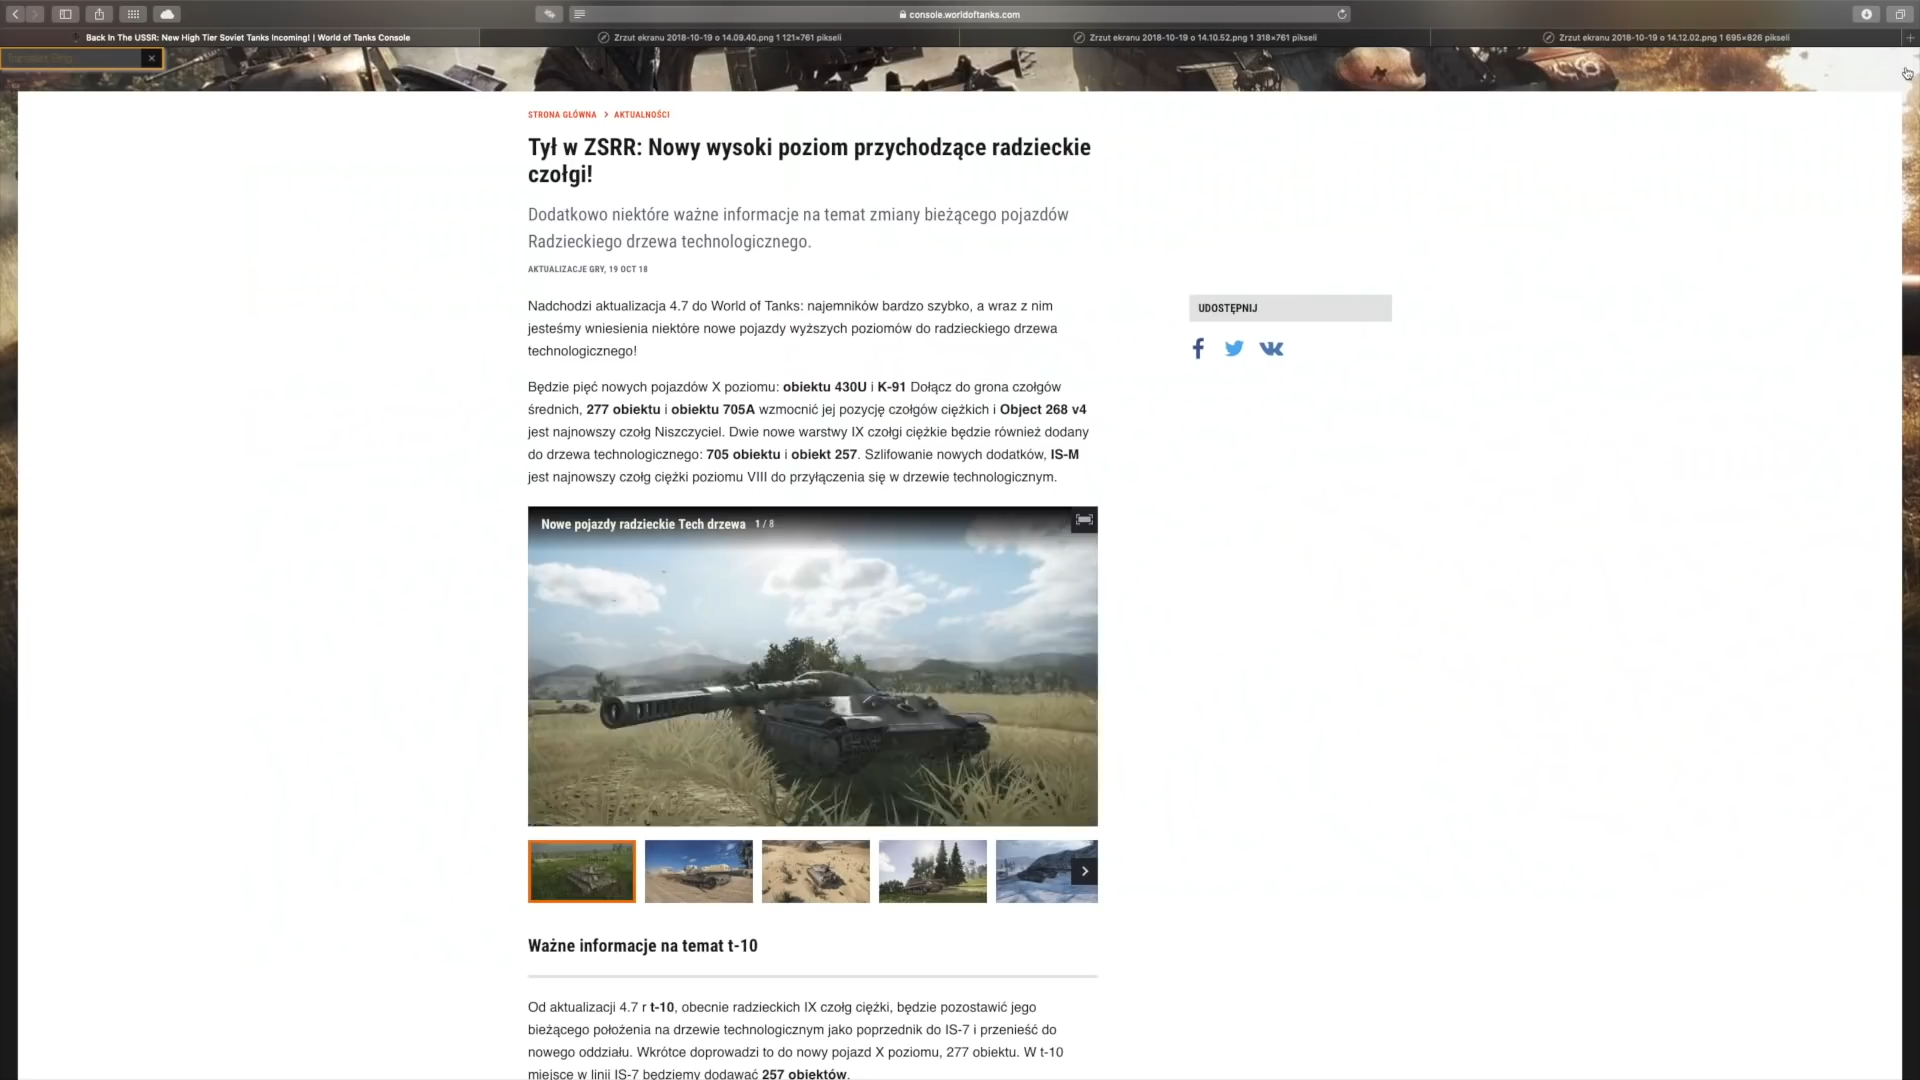 console.worldoftanks.com
Back In The USSR: New High Tier Soviet Tanks Incoming! | World of Tanks Console
Zrzut ekranu 2018-10-19 o 14.09.40.png 1 121×761 pikseli
Zrzut ekranu 2018-10-19 o 14.10.52.png 1 318×761 pikseli
Zrzut ekranu 2018-10-19 o 14.12.02.png 1 695×826 pikseli
STRONA GŁÓWNA > AKTUALNOŚCI
Tył w ZSRR: Nowy wysoki poziom przychodzące radzieckie
czołgi!
Dodatkowo niektóre ważne informacje na temat zmiany bieżącego pojazdów
Radzieckiego drzewa technologicznego.
AKTUALIZACJE GRY, 19 OCT 18
Nadchodzi aktualizacja 4.7 do World of Tanks: najemników bardzo szybko, a wraz z nim
jesteśmy wniesienia niektóre nowe pojazdy wyższych poziomów do radzieckiego drzewa
technologicznego!
UDOSTĘPNIJ
Będzie pięć nowych pojazdów X poziomu: obiektu 430U i K-91 Dołącz do grona czołgów
średnich, 277 obiektu i obiektu 705A wzmocnić jej pozycję czołgów ciężkich i Object 268 v4
jest najnowszy czołg Niszczyciel. Dwie nowe warstwy IX czołgi ciężkie będzie również dodany
do drzewa technologicznego: 705 obiektu i obiekt 257. Szlifowanie nowych dodatków, IS-M
jest najnowszy czołg ciężki poziomu VIII do przyłączenia się w drzewie technologicznym.
Nowe pojazdy radzieckie Tech drzewa 1 / 8
Ważne informacje na temat t-10
Od aktualizacji 4.7 r t-10, obecnie radzieckich IX czołg ciężki, będzie pozostawić jego
bieżącego położenia na drzewie technologicznym jako poprzednik do IS-7 i przenieść do
nowego oddziału. Wkrótce doprowadzi to do nowy pojazd X poziomu, 277 obiektu. W t-10
miejsce w linii IS-7 będziemy dodawać 257 obiektów.